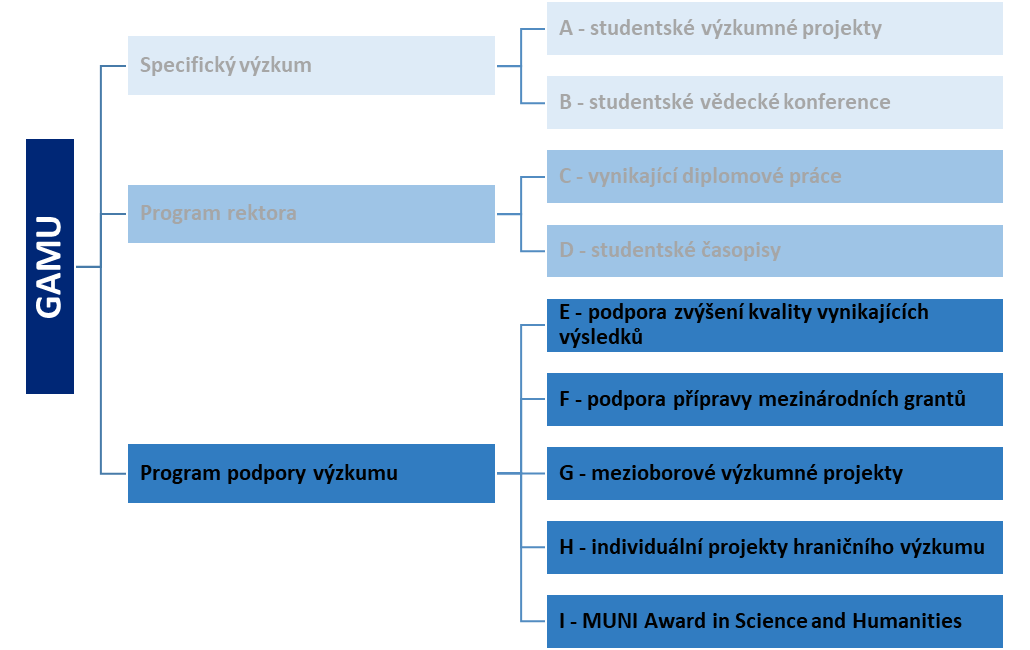 GAMU
Specifický výzkum
A - studentské výzkumné projekty
B - studentské vědecké konference
Program rektora
C - vynikající diplomové práce
D - studentské časopisy
Program podpory výzkumu
E - podpora zvýšení kvality vynikajících
výsledků
F - podpora přípravy mezinárodních grantů
G - mezioborové výzkumné projekty
H - individuální projekty hraničního výzkumu
I - MUNI Award in Science and Humanities